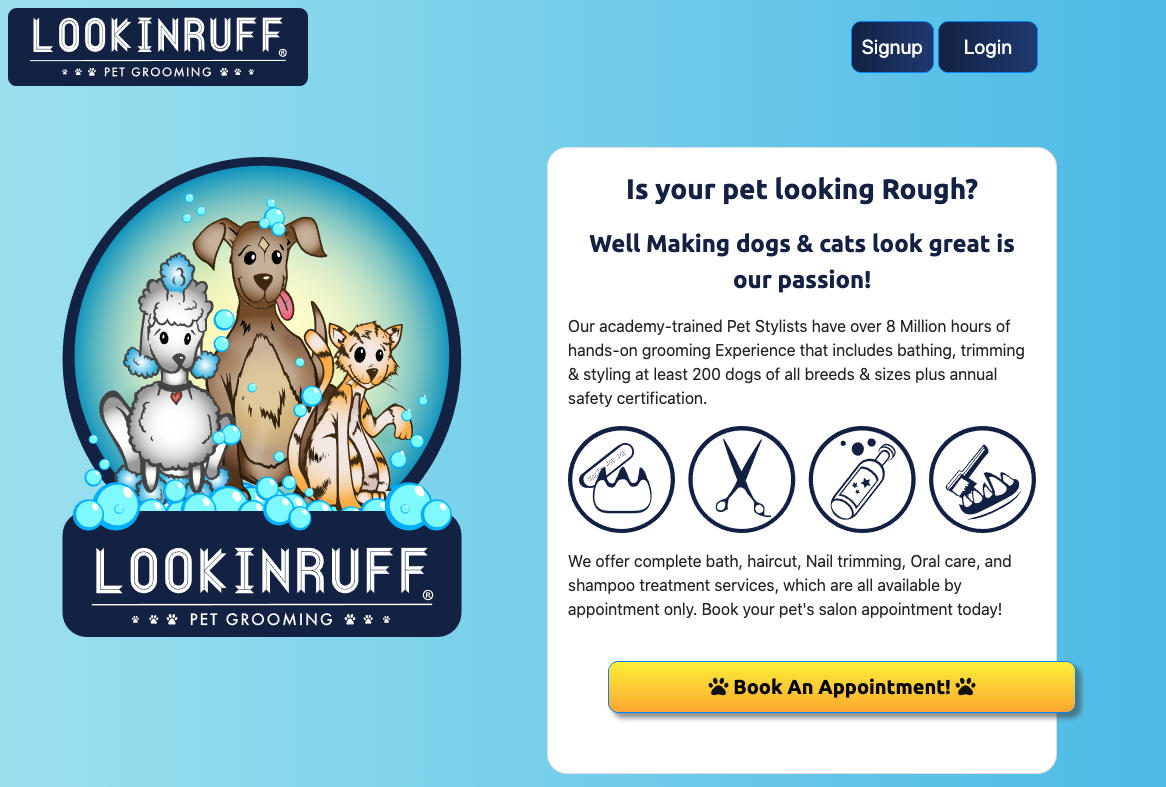 LOOKINRUFF®
PET GROOMING
Signup
Login
Is your pet looking Rough?
Well Making dogs & cats look great is
our passion!
Our academy-trained Pet Stylists have over 8 Million hours of
hands-on grooming Experience that includes bathing, trimming
& styling at least 200 dogs of all breeds & sizes plus annual
safety certification.
We offer complete bath, haircut, Nail trimming, Oral care, and
shampoo treatment services, which are all available by
appointment only. Book your pet's salon appointment today!
Book An Appointment!
LOOKINRUFF®
PET GROOMING